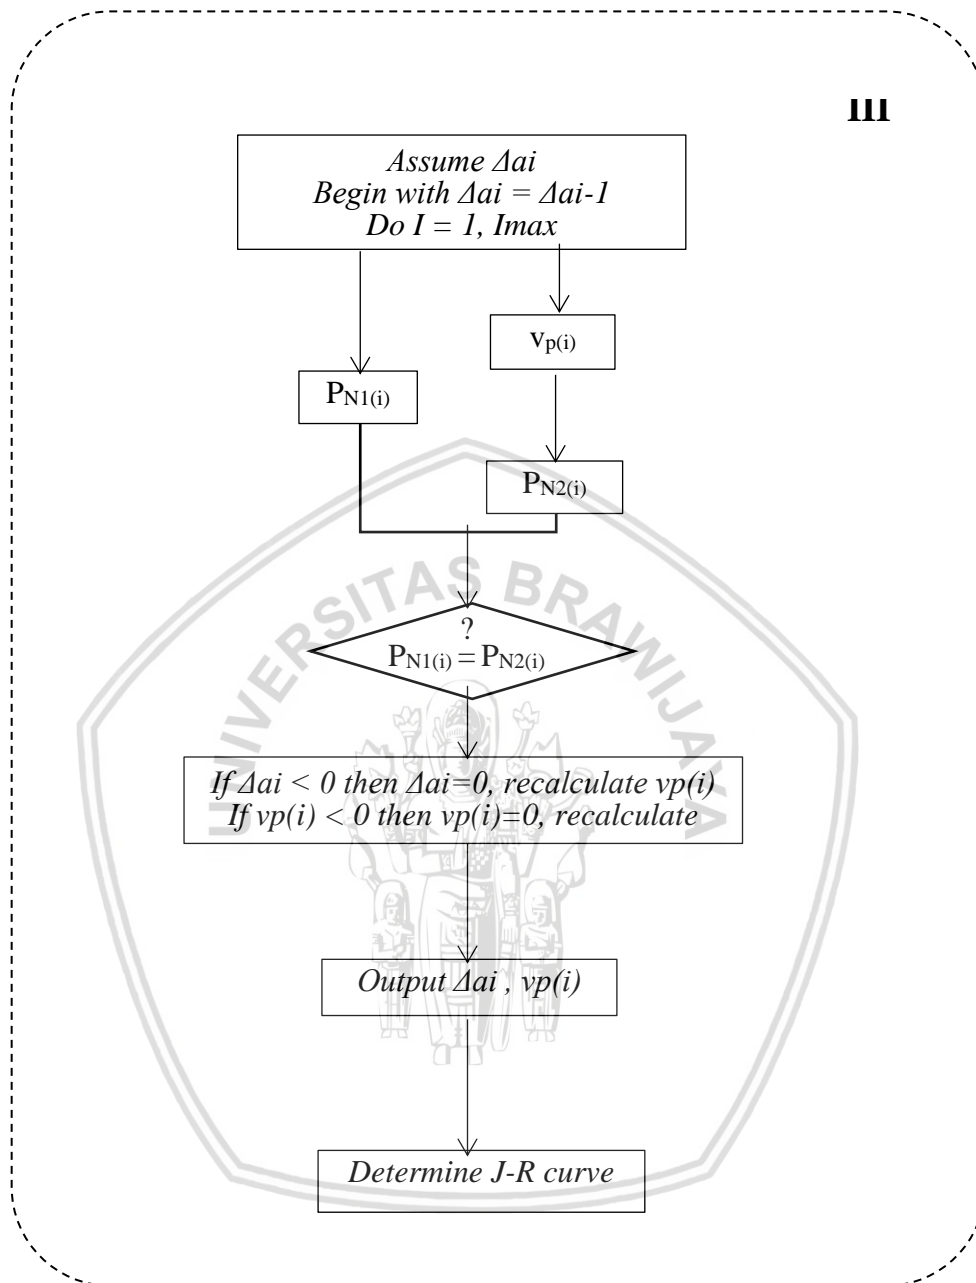 III
Assume Δai
Begin with Δai = Δai-1
Do I = 1, Imax
vp(i)
PN1(i)
PN2(i)
UNIVERSITAS BRAWIJAYA
?
PN1(i) = PN2(i)
If Δai < 0 then Δai=0, recalculate vp(i)
If vp(i) < 0 then vp(i)=0, recalculate
Output Δai , vp(i)
Determine J-R curve